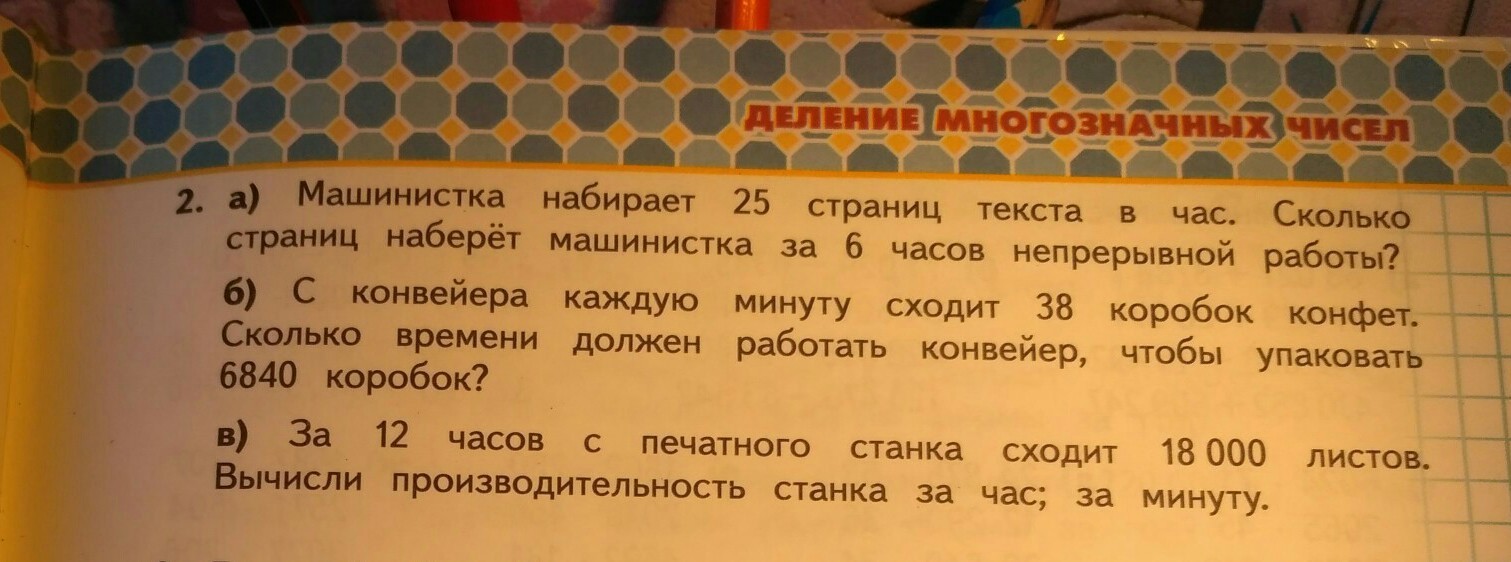 ДЕЛЕНИЕ МНОГОЗНАЧНЫХ ЧИСЕЛ
2. а) Машинистка набирает 25 страниц текста в час. Сколько
страниц наберёт машинистка за 6 часов непрерывной работы?
б) С конвейера каждую минуту сходит 38 коробок конфет.
Сколько времени должен работать конвейер, чтобы упаковать
6840 коробок?
в) За 12 часов с печатного станка сходит 18 000 листов.
Вычисли производительность станка за час; за минуту.